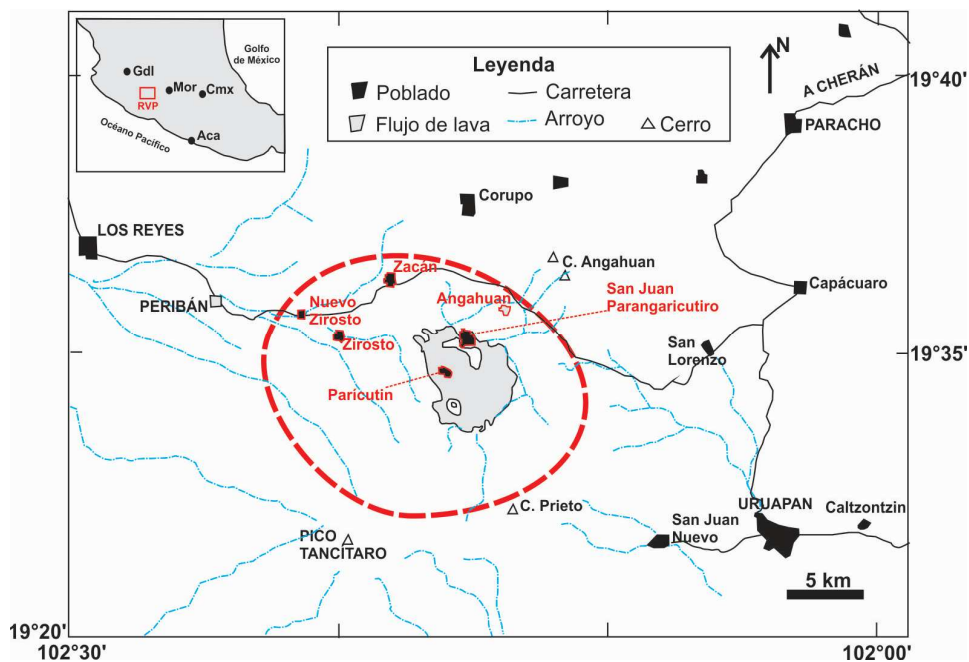 Golfo
de México
Gdl
Mor
Cmx
RVP
Aca
Océano Pacífico
Leyenda
Poblado
Carretera
Flujo de lava
Arroyo
Cerro
N
A CHERÁN
19°40'
PARACHO
Corupo
LOS REYES
Zacán
C. Angahuan
San Juan
Parangaricutiro
Angahuan
Capácuaro
PERIBÁN
Nuevo
Zirosto
Zirosto
San
Lorenzo
19°35'
Paricutin
C. Prieto
URUAPAN
Caltzontzin
San Juan
Nuevo
PICO
TANCÍTARO
5 km
19°20'
102°30'
102°00'